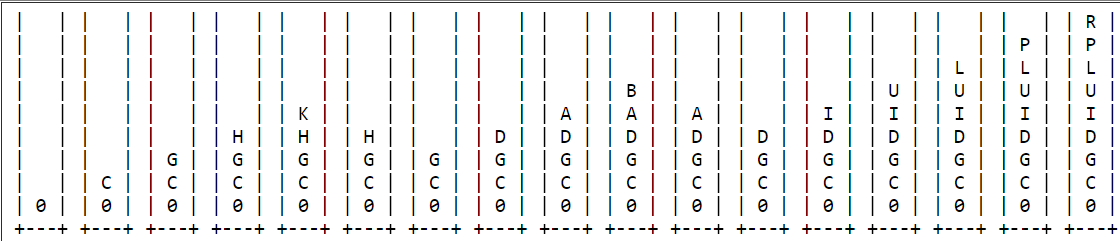 |   | |   | |   | |   | |   | |   | |   | |   | |   | |   | |   | |   | |   | |   | |   | |   | | R |
|   | |   | |   | |   | |   | |   | |   | |   | |   | |   | |   | |   | |   | |   | |   | | P | | P |
|   | |   | |   | |   | |   | |   | |   | |   | |   | |   | |   | |   | |   | |   | | L | | L | | L |
|   | |   | |   | |   | |   | |   | |   | |   | |   | | B | |   | |   | |   | | U | | U | | U | | U |
|   | |   | |   | |   | | K | |   | |   | |   | | A | | A | | A | |   | | I | | I | | I | | I | | I |
|   | |   | |   | | H | | H | | H | |   | | D | | D | | D | | D | | D | | D | | D | | D | | D | | D |
|   | |   | | G | | G | | G | | G | | G | | G | | G | | G | | G | | G | | G | | G | | G | | G | | G |
|   | | C | | C | | C | | C | | C | | C | | C | | C | | C | | C | | C | | C | | C | | C | | C | | C |
| 0 | | 0 | | 0 | | 0 | | 0 | | 0 | | 0 | | 0 | | 0 | | 0 | | 0 | | 0 | | 0 | | 0 | | 0 | | 0 | | 0 |
+---+ +---+ +---+ +---+ +---+ +---+ +---+ +---+ +---+ +---+ +---+ +---+ +---+ +---+ +---+ +---+ +---+